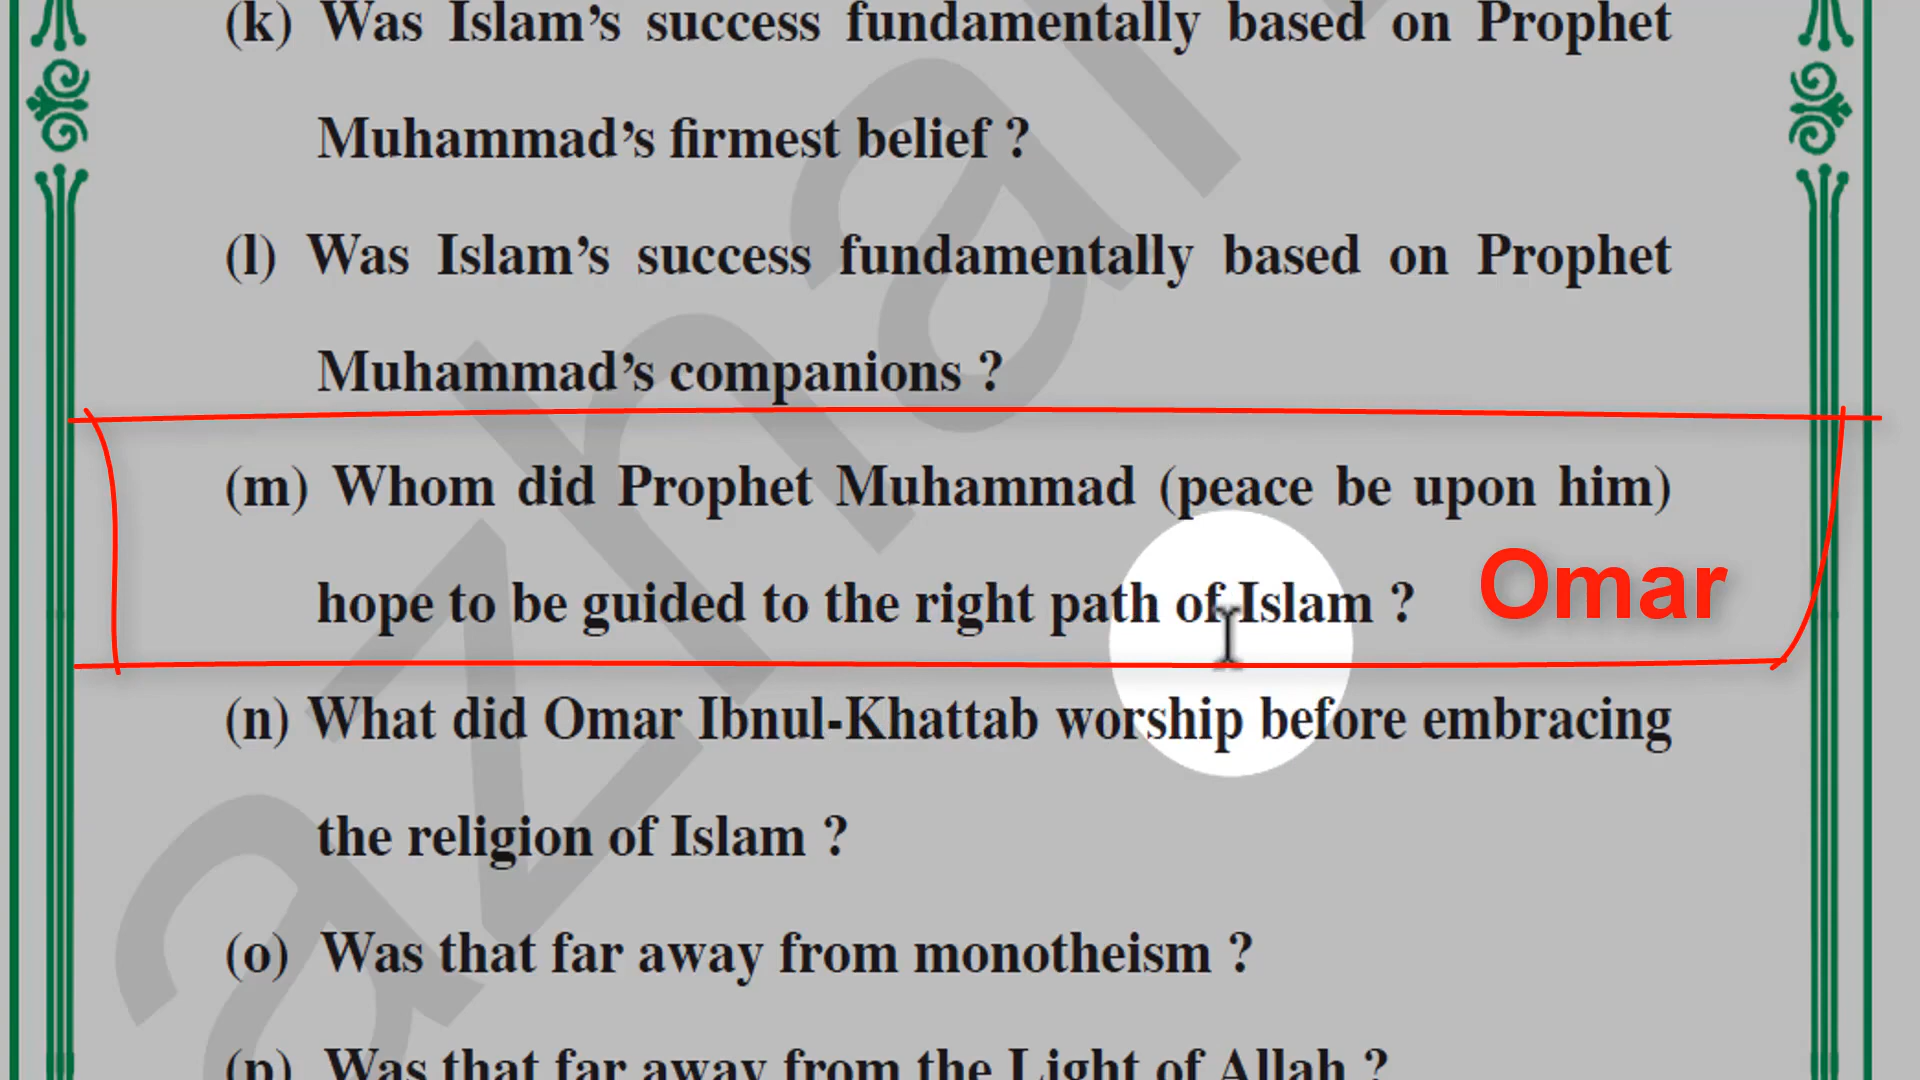 (k) Was Islam’s success fundamentally based on Prophet
Muhammad’s firmest belief ?
(l) Was Islam’s success fundamentally based on Prophet
Muhammad’s companions ?
(m) Whom did Prophet Muhammad (peace be upon him)
hope to be guided to the right path of Islam ? Omar
(n) What did Omar Ibnul-Khattab worship before embracing
the religion of Islam ?
(o) Was that far away from monotheism ?
(p) Was that far away from the Light of Allah ?
azhar